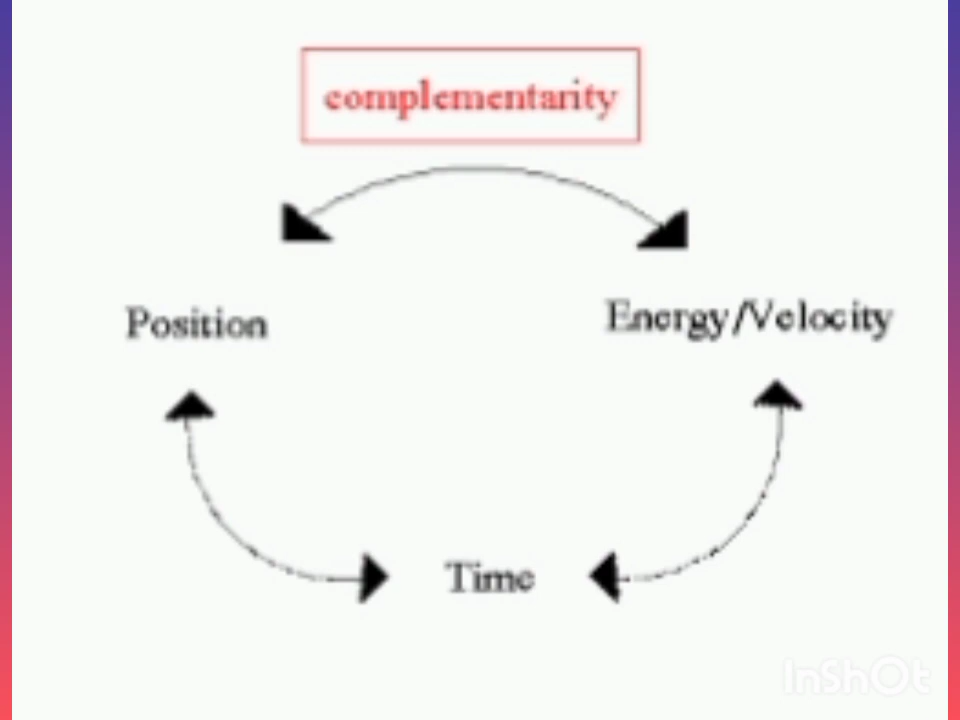 complementarity
Position
Energy/Velocity
Time
InShOt